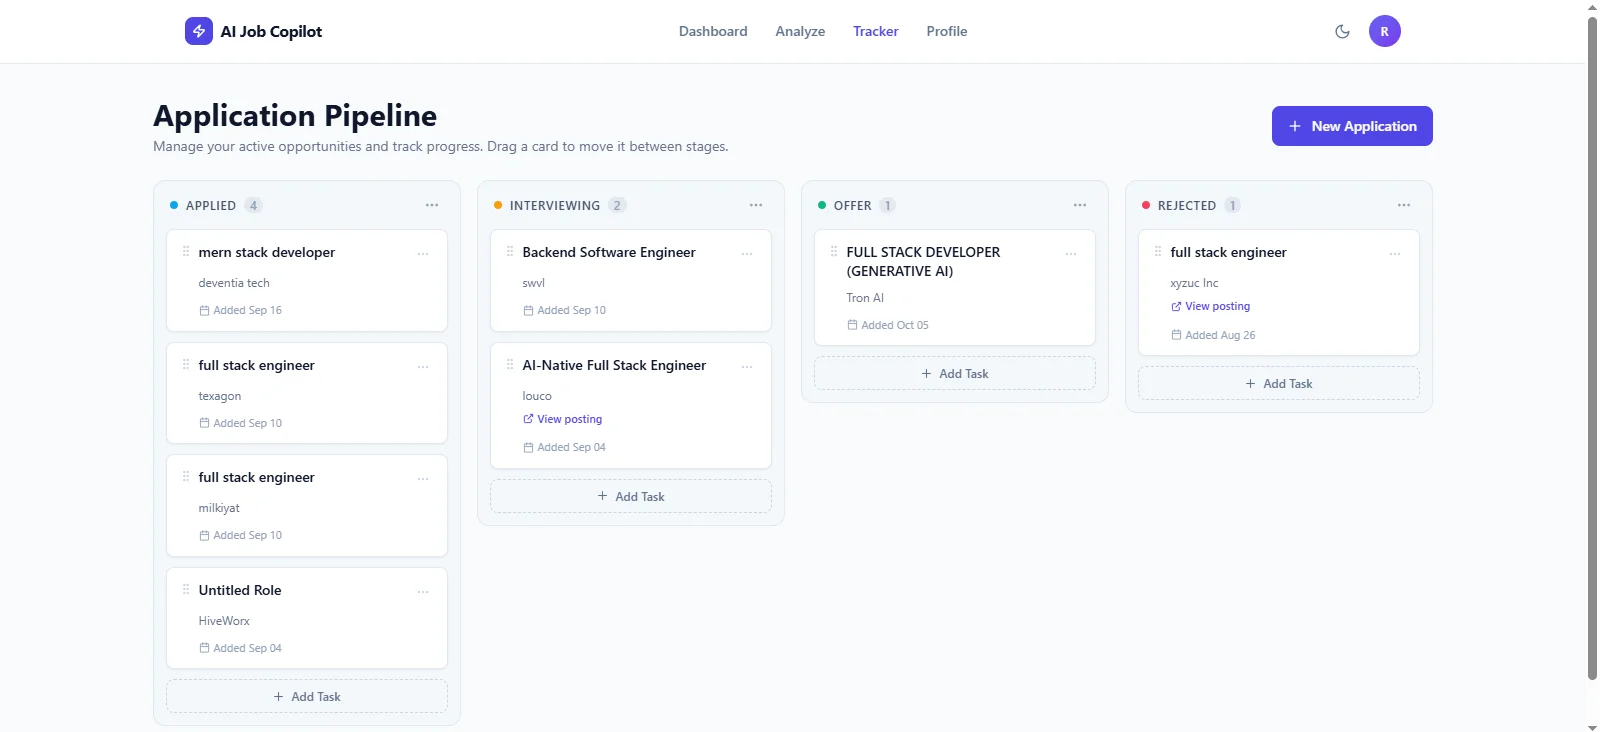 AI Job Copilot
Dashboard Analyze Tracker Profile
R
Application Pipeline
Manage your active opportunities and track progress. Drag a card to move it between stages.
+ New Application
APPLIED 4
mern stack developer
deventia tech
Added Sep 16
full stack engineer
texagon
Added Sep 10
full stack engineer
milkiyat
Added Sep 10
Untitled Role
HiveWorx
Added Sep 04
+ Add Task
INTERVIEWING 2
Backend Software Engineer
swvl
Added Sep 10
AI-Native Full Stack Engineer
louco
View posting
Added Sep 04
+ Add Task
OFFER 1
FULL STACK DEVELOPER
(GENERATIVE AI)
Tron AI
Added Oct 05
+ Add Task
REJECTED 1
full stack engineer
xyzuc Inc
View posting
Added Aug 26
+ Add Task